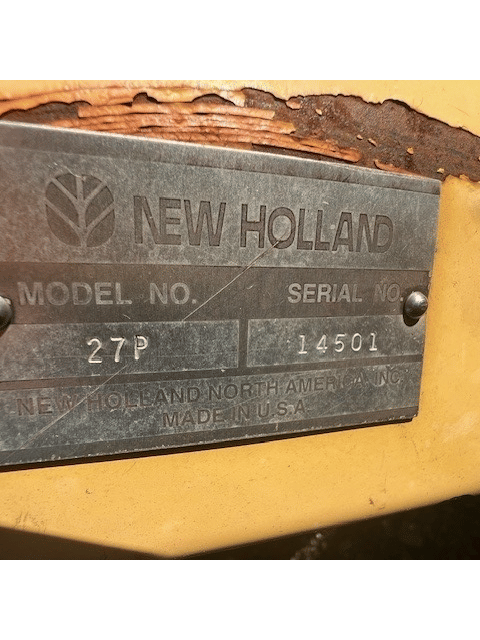 NEW HOLLAND
MODEL NO. SERIAL NO.
27P 14501
NEW HOLLAND NORTH AMERICA, INC.
MADE IN U.S.A.